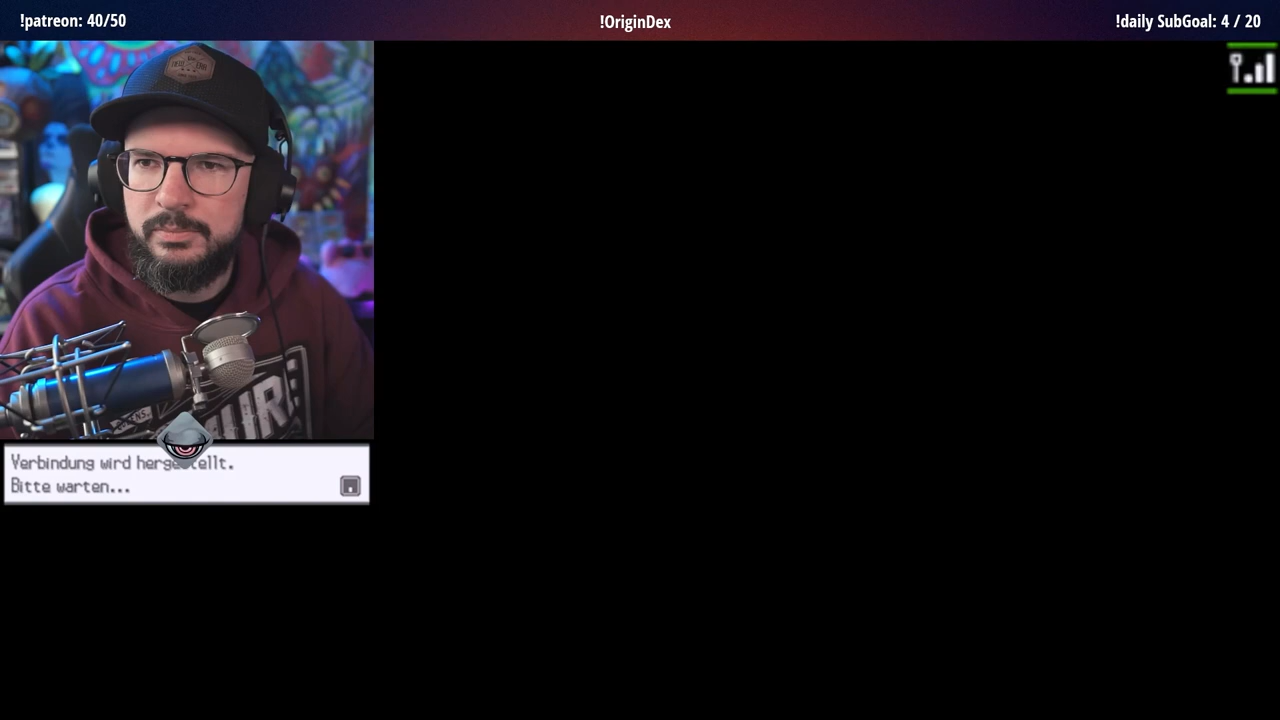 !patreon: 40/50
!OriginDex
!daily SubGoal: 4 / 20
Verbindung wird hergestellt.
Bitte warten...